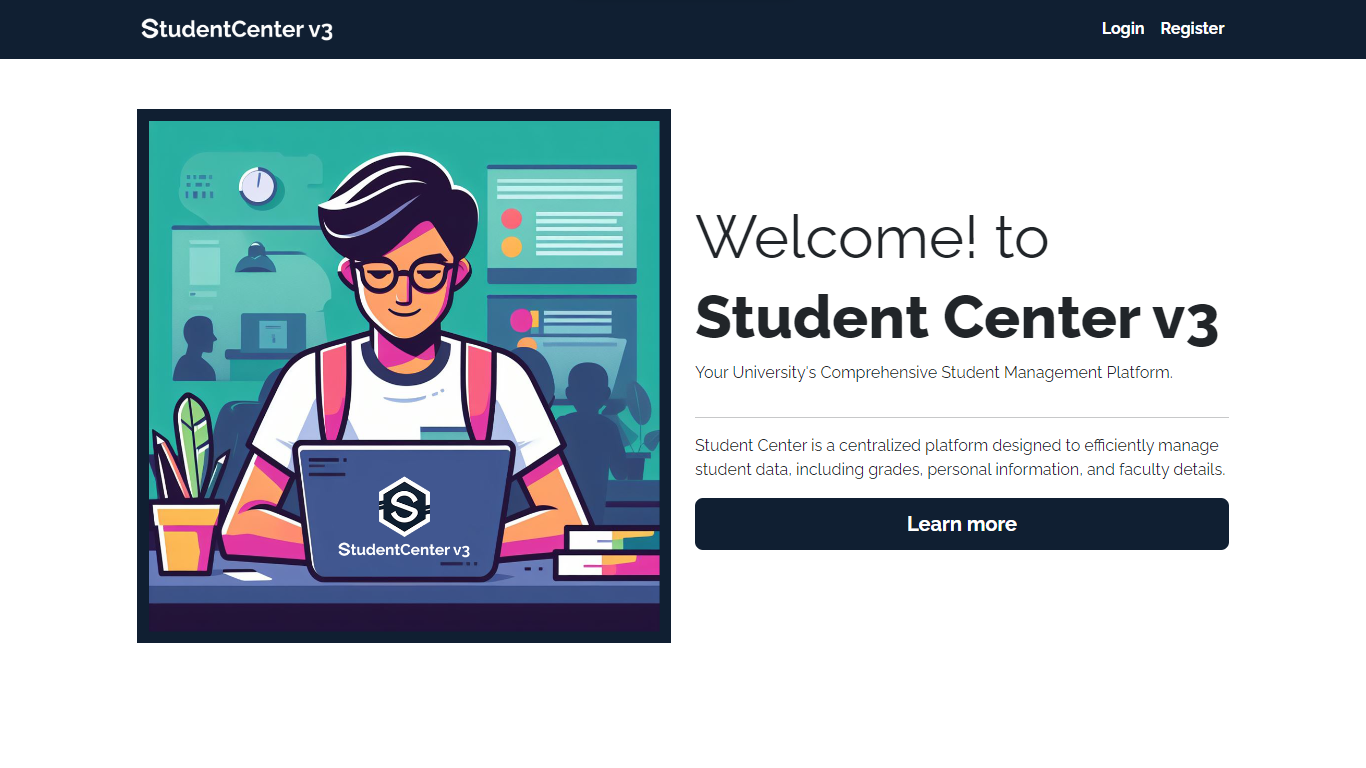 StudentCenter v3
Login Register
Welcome! to
Student Center v3
Your University's Comprehensive Student Management Platform.
Student Center is a centralized platform designed to efficiently manage
student data, including grades, personal information, and faculty details.
Learn more
S
StudentCenter v3